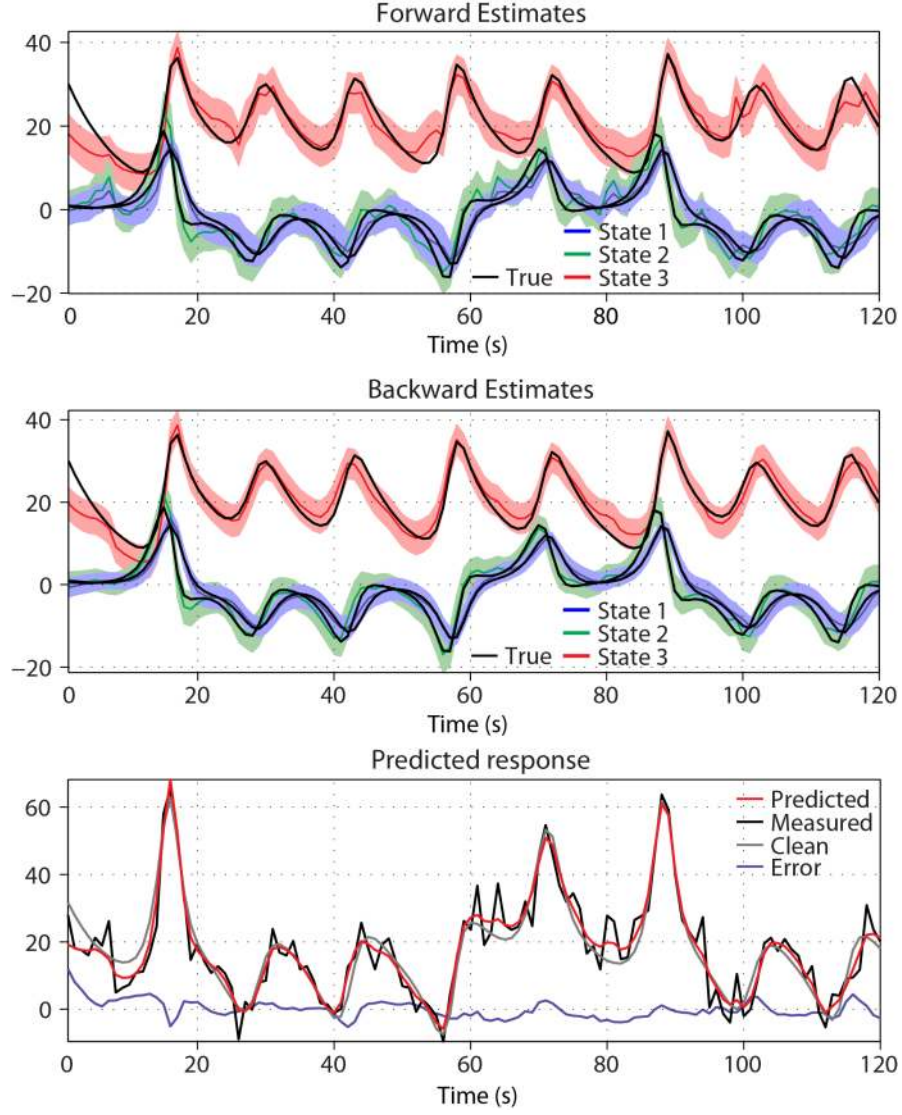 Forward Estimates
40
20
0
−20
State 1
State 2
True
State 3
0 20 40 60 80 100 120
Time (s)
Backward Estimates
40
20
0
−20
State 1
State 2
True
State 3
0 20 40 60 80 100 120
Time (s)
Predicted response
60
40
20
0
Predicted
Measured
Clean
Error
0 20 40 60 80 100 120
Time (s)